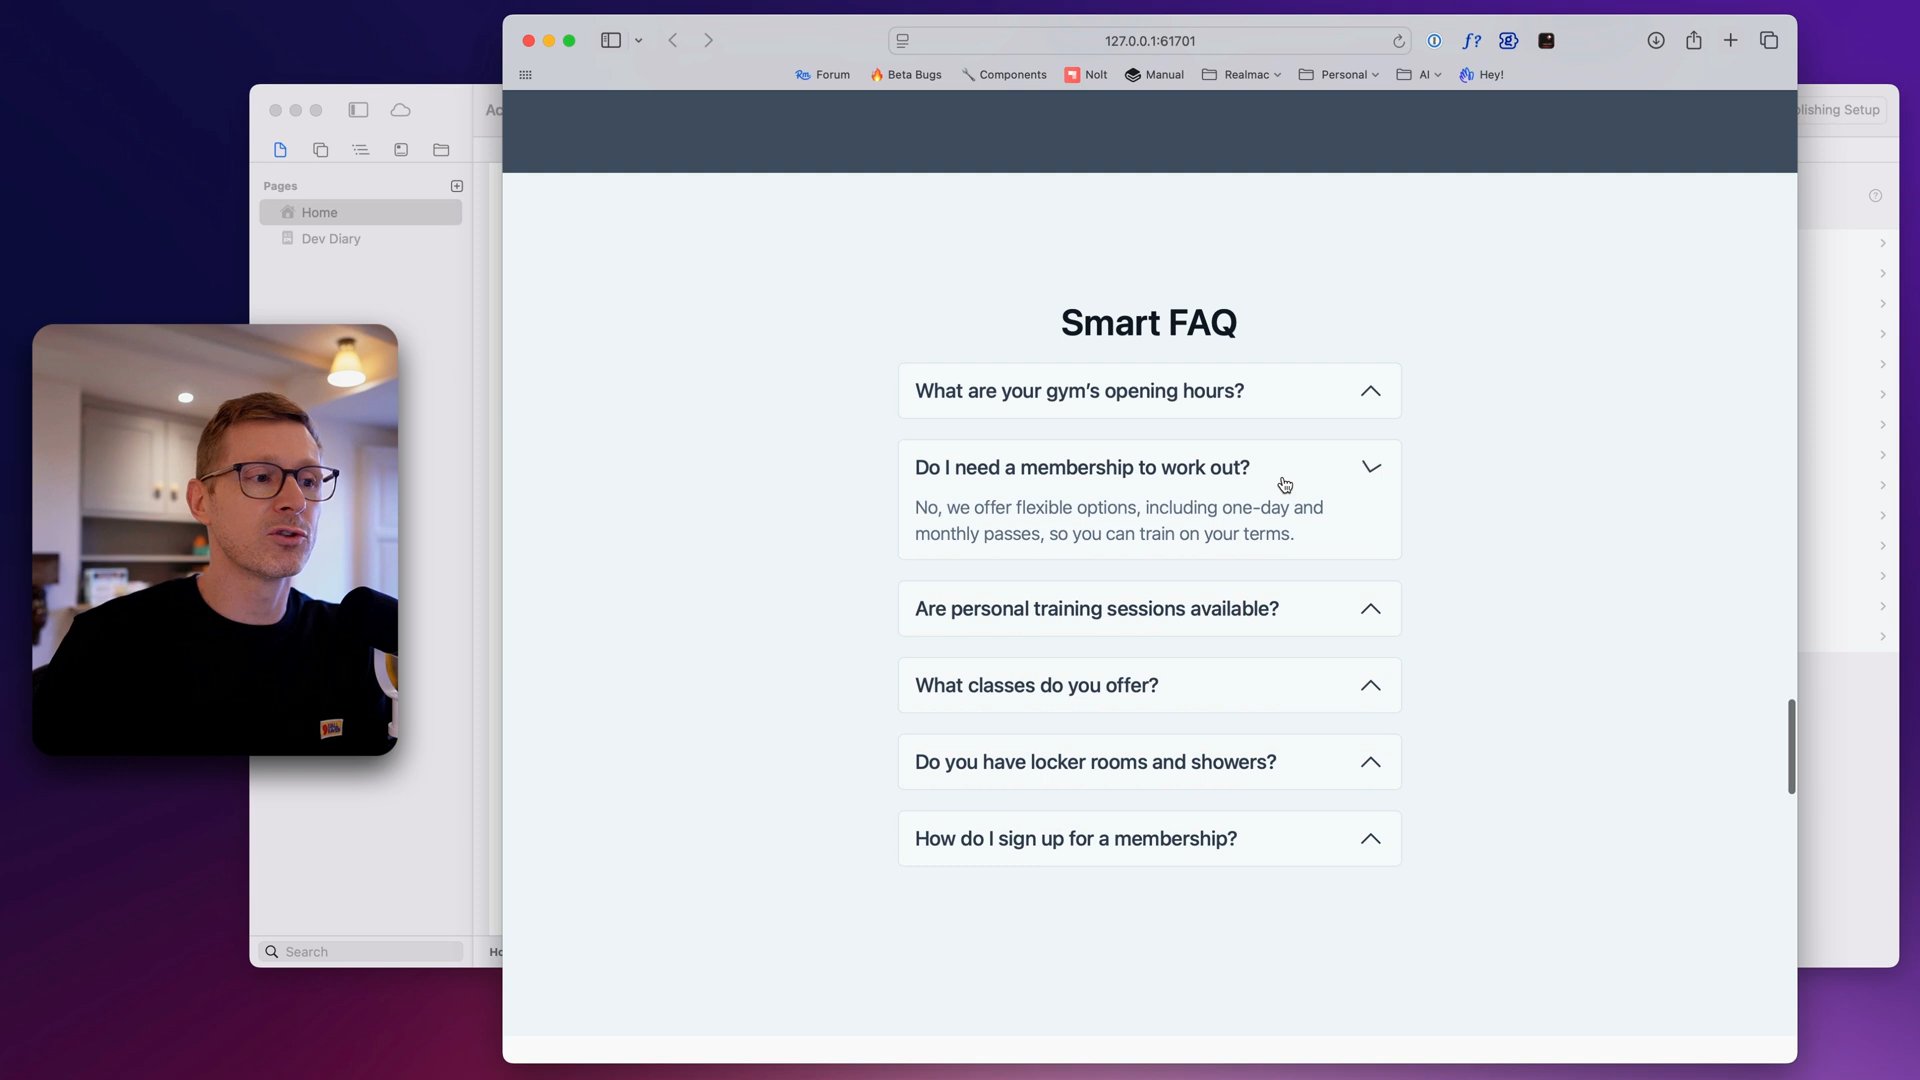 127.0.0.1:61701
Rm Forum
Beta Bugs
Components
Nolt
Manual
Realmac
Personal
AI
Hey!
Ac
lishing Setup
Pages
Home
Dev Diary
Smart FAQ
What are your gym’s opening hours?
Do I need a membership to work out?
No, we offer flexible options, including one-day and
monthly passes, so you can train on your terms.
Are personal training sessions available?
What classes do you offer?
Do you have locker rooms and showers?
How do I sign up for a membership?
Search
Ho